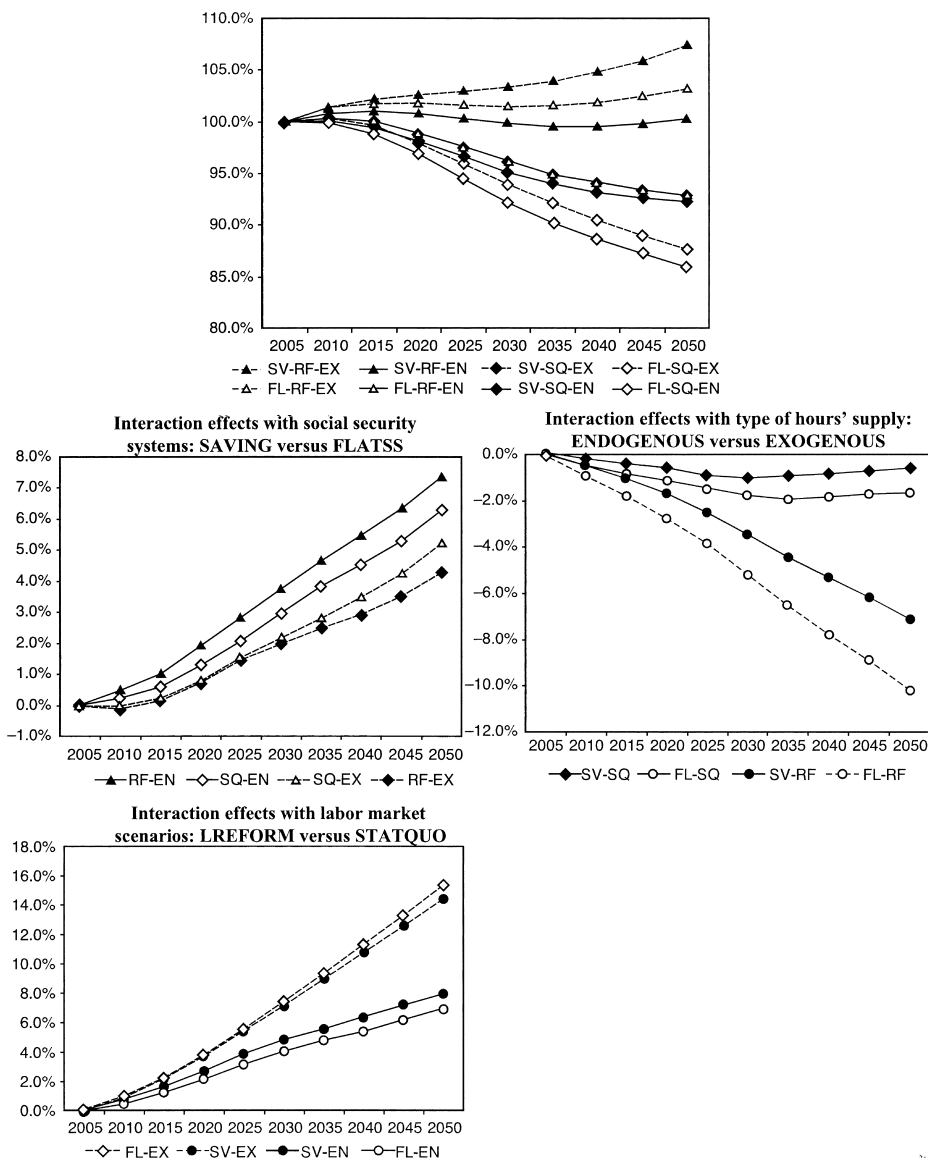 110.0%
105.0%
100.0%
95.0%
90.0%
85.0%
80.0%
2005 2010 2015 2020 2025 2030 2035 2040 2045 2050
SV-RF-EX SV-RF-EN SV-SQ-EX FL-SQ-EX
FL-RF-EX FL-RF-EN SV-SQ-EN FL-SQ-EN
Interaction effects with social security
systems: SAVING versus FLATSS
8.0%
7.0%
6.0%
5.0%
4.0%
3.0%
2.0%
1.0%
0.0%
−1.0%
2005 2010 2015 2020 2025 2030 2035 2040 2045 2050
RF-EN SQ-EN SQ-EX RF-EX
Interaction effects with type of hours' supply:
ENDOGENOUS versus EXOGENOUS
0.0%
−2.0%
−4.0%
−6.0%
−8.0%
−10.0%
−12.0%
2005 2010 2015 2020 2025 2030 2035 2040 2045 2050
SV-SQ FL-SQ SV-RF FL-RF
Interaction effects with labor market
scenarios: LREFORM versus STATQUO
18.0%
16.0%
14.0%
12.0%
10.0%
8.0%
6.0%
4.0%
2.0%
0.0%
2005 2010 2015 2020 2025 2030 2035 2040 2045 2050
FL-EX SV-EX SV-EN FL-EN